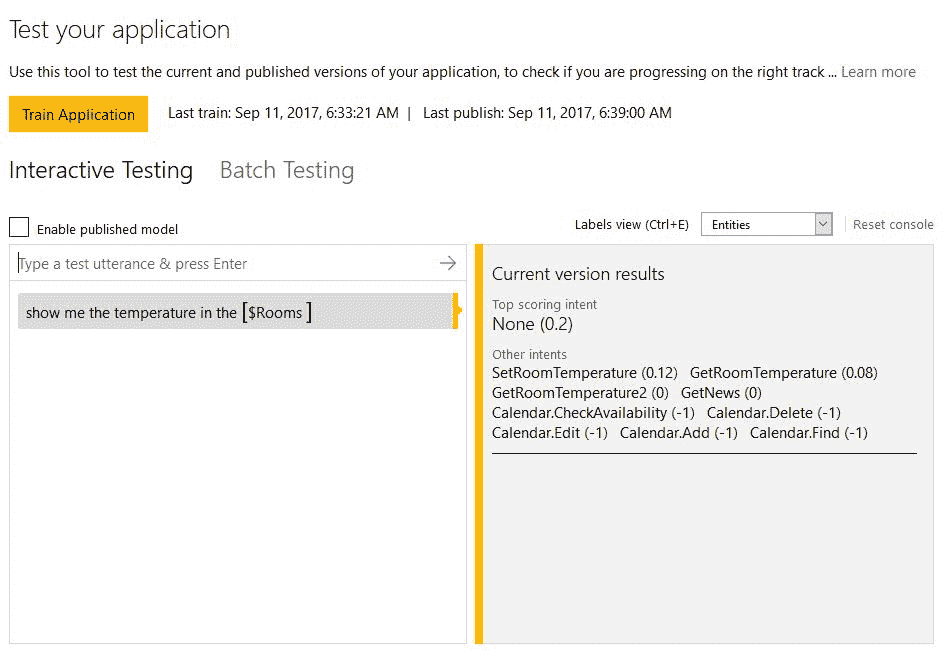 Test your application
Use this tool to test the current and published versions of your application, to check if you are progressing on the right track ... Learn more
Train Application Last train: Sep 11, 2017, 6:33:21 AM | Last publish: Sep 11, 2017, 6:39:00 AM
Interactive Testing Batch Testing
Enable published model Labels view (Ctrl+E) Entities Reset console
Type a test utterance & press Enter
show me the temperature in the [$Rooms ]
Current version results
Top scoring intent
None (0.2)
Other intents
SetRoomTemperature (0.12) GetRoomTemperature (0.08)
GetRoomTemperature2 (0) GetNews (0)
Calendar.CheckAvailability (-1) Calendar.Delete (-1)
Calendar.Edit (-1) Calendar.Add (-1) Calendar.Find (-1)